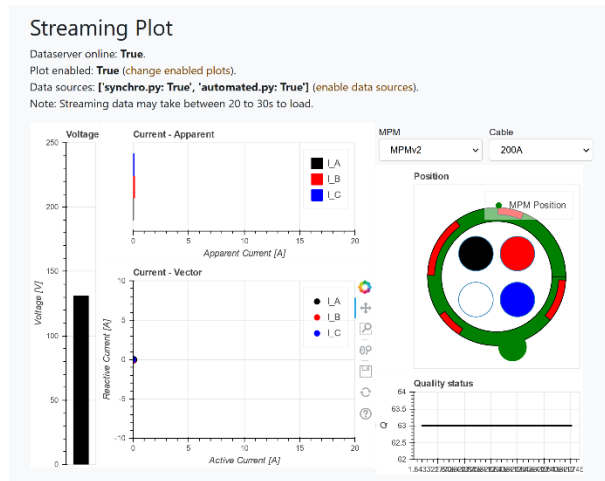 Streaming Plot
Dataserver online: True.
Plot enabled: True (change enabled plots).
Data sources: ['synchro.py: True', 'automated.py: True'] (enable data sources).
Note: Streaming data may take between 20 to 30s to load.
Voltage
250
200
150
100
50
0
Voltage [V]
Current - Apparent
I_A
I_B
I_C
0
5
10
15
20
Apparent Current [A]
Current - Vector
10
5
0
-5
-10
Reactive Current [A]
I_A
I_B
I_C
0
5
10
15
20
Active Current [A]
MPM
MPMv2
Cable
200A
Position
MPM Position
Quality status
64
63.5
63
62.5
62
Q